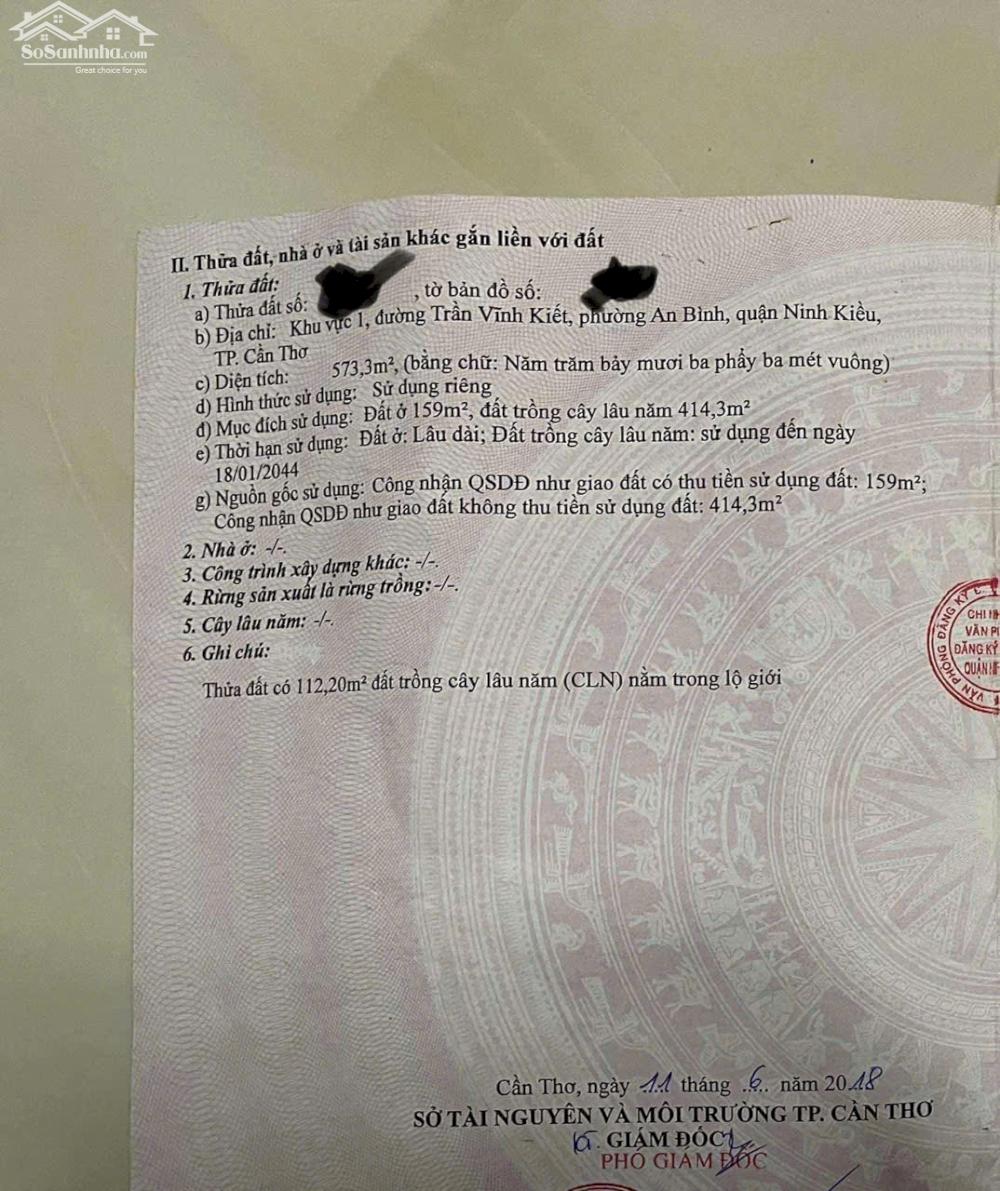 SoSanhnha.com
Great choice for you
II. Thửa đất, nhà ở và tài sản khác gắn liền với đất
1. Thửa đất:
a) Thửa đất số: , tờ bản đồ số:
b) Địa chỉ: Khu vực 1, đường Trần Vĩnh Kiết, phường An Bình, quận Ninh Kiều,
TP. Cần Thơ
c) Diện tích: 573,3m², (bằng chữ: Năm trăm bảy mươi ba phẩy ba mét vuông)
d) Hình thức sử dụng: Sử dụng riêng
đ) Mục đích sử dụng: Đất ở 159m², đất trồng cây lâu năm 414,3m²
e) Thời hạn sử dụng: Đất ở: Lâu dài; Đất trồng cây lâu năm: sử dụng đến ngày
18/01/2044
g) Nguồn gốc sử dụng: Công nhận QSDĐ như giao đất có thu tiền sử dụng đất: 159m²;
Công nhận QSDĐ như giao đất không thu tiền sử dụng đất: 414,3m²
2. Nhà ở: -/-.
3. Công trình xây dựng khác: -/-.
4. Rừng sản xuất là rừng trồng: -/-.
5. Cây lâu năm: -/-.
6. Ghi chú:
Thửa đất có 112,20m² đất trồng cây lâu năm (CLN) nằm trong lộ giới
VĂN PHÒNG ĐĂNG KÝ
CHI
VĂN
ĐĂNG KÝ
QUẬN
Cần Thơ, ngày 11 tháng 6 năm 2018
SỞ TÀI NGUYÊN VÀ MÔI TRƯỜNG TP. CẦN THƠ
KT. GIÁM ĐỐC
PHÓ GIÁM ĐỐC